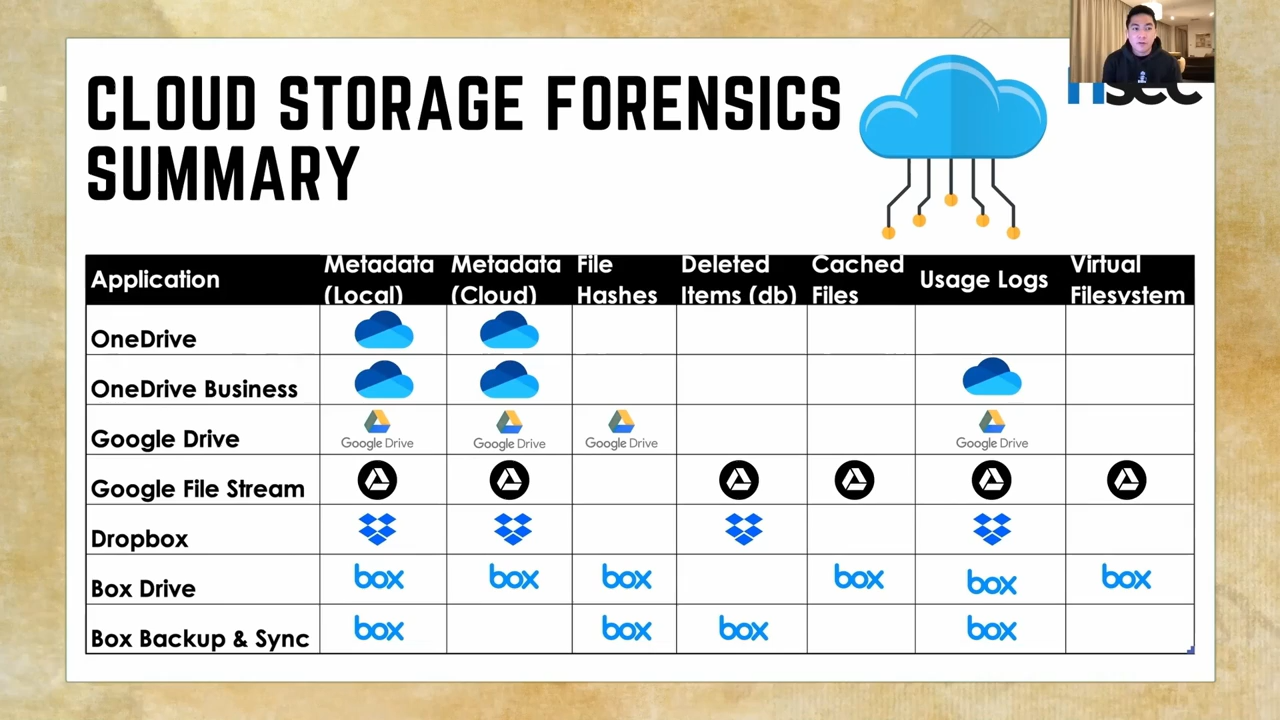 CLOUD STORAGE FORENSICS
SUMMARY
nsec
Application
Metadata
(Local)
Metadata
(Cloud)
File
Hashes
Deleted
Items (db)
Cached
Files
Usage Logs
Virtual
Filesystem
OneDrive
OneDrive Business
Google Drive
Google Drive
Google Drive
Google Drive
Google Drive
Google File Stream
Dropbox
Box Drive
box
box
box
box
box
box
Box Backup & Sync
box
box
box
box